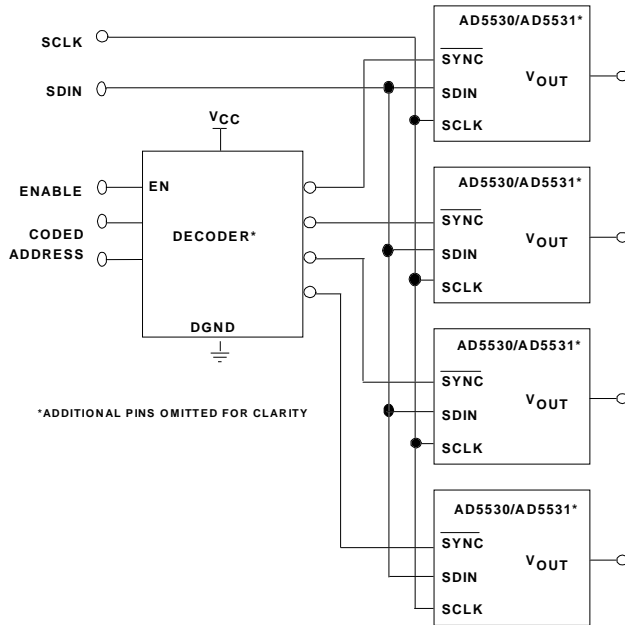 SCLK
SDIN
ENABLE
CODED
ADDRESS
VCC
EN
DECODER*
DGND
*ADDITIONAL PINS OMITTED FOR CLARITY
AD5530/AD5531*
SYNC
SDIN
SCLK
VOUT
AD5530/AD5531*
SYNC
SDIN
SCLK
VOUT
AD5530/AD5531*
SYNC
SDIN
SCLK
VOUT
AD5530/AD5531*
SYNC
SDIN
SCLK
VOUT